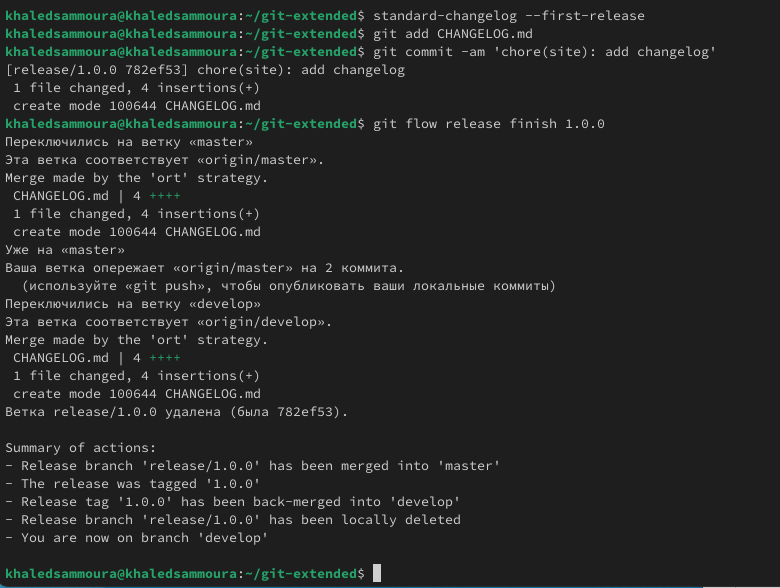 khaledsammoura@khaledsammoura:~/git-extended$ standard-changelog --first-release
khaledsammoura@khaledsammoura:~/git-extended$ git add CHANGELOG.md
khaledsammoura@khaledsammoura:~/git-extended$ git commit -am 'chore(site): add changelog'
[release/1.0.0 782ef53] chore(site): add changelog
 1 file changed, 4 insertions(+)
 create mode 100644 CHANGELOG.md
khaledsammoura@khaledsammoura:~/git-extended$ git flow release finish 1.0.0
Переключились на ветку «master»
Эта ветка соответствует «origin/master».
Merge made by the 'ort' strategy.
 CHANGELOG.md | 4 ++++
 1 file changed, 4 insertions(+)
 create mode 100644 CHANGELOG.md
Уже на «master»
Ваша ветка опережает «origin/master» на 2 коммита.
  (используйте «git push», чтобы опубликовать ваши локальные коммиты)
Переключились на ветку «develop»
Эта ветка соответствует «origin/develop».
Merge made by the 'ort' strategy.
 CHANGELOG.md | 4 ++++
 1 file changed, 4 insertions(+)
 create mode 100644 CHANGELOG.md
Ветка release/1.0.0 удалена (была 782ef53).

Summary of actions:
- Release branch 'release/1.0.0' has been merged into 'master'
- The release was tagged '1.0.0'
- Release tag '1.0.0' has been back-merged into 'develop'
- Release branch 'release/1.0.0' has been locally deleted
- You are now on branch 'develop'

khaledsammoura@khaledsammoura:~/git-extended$